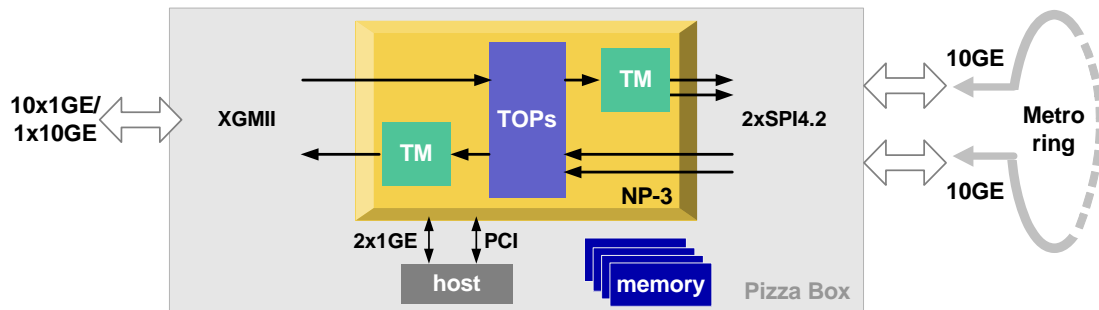 10x1GE/
1x10GE
XGMII
TM
TOPs
TM
NP-3
2xSPI4.2
10GE
10GE
Metro
ring
2x1GE
PCI
host
memory
Pizza Box